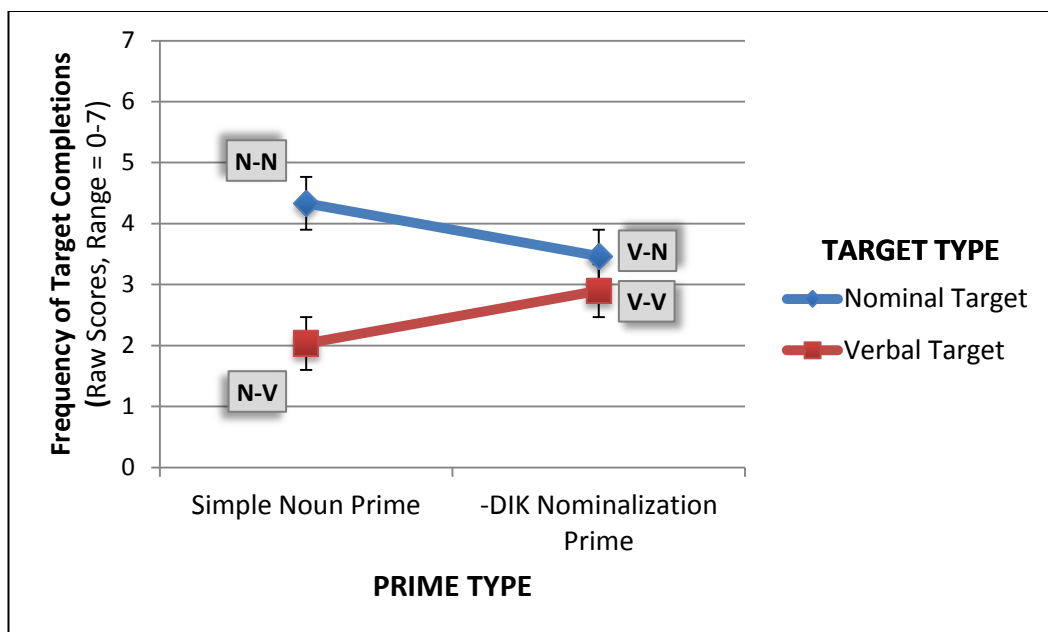 Frequency of Target Completions
(Raw Scores, Range = 0-7)
7
6
5
4
3
2
1
0
N-N
N-V
V-N
V-V
Simple Noun Prime
-DIK Nominalization
Prime
PRIME TYPE
TARGET TYPE
Nominal Target
Verbal Target